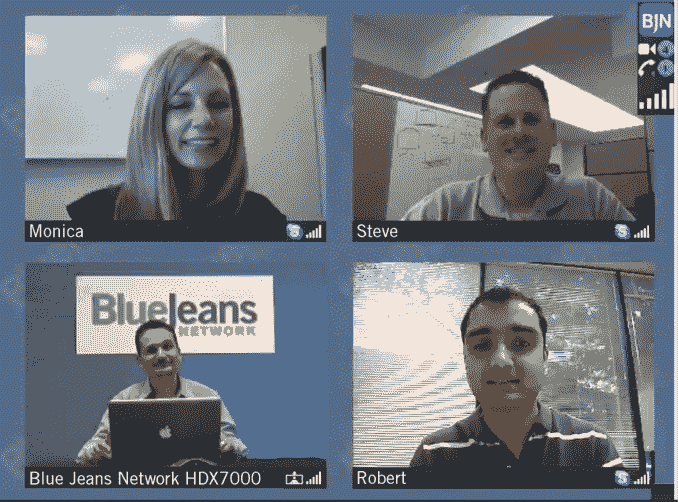 BJN
Monica
Steve
BlueJeans
NETWORK
Blue Jeans Network HDX7000
Robert